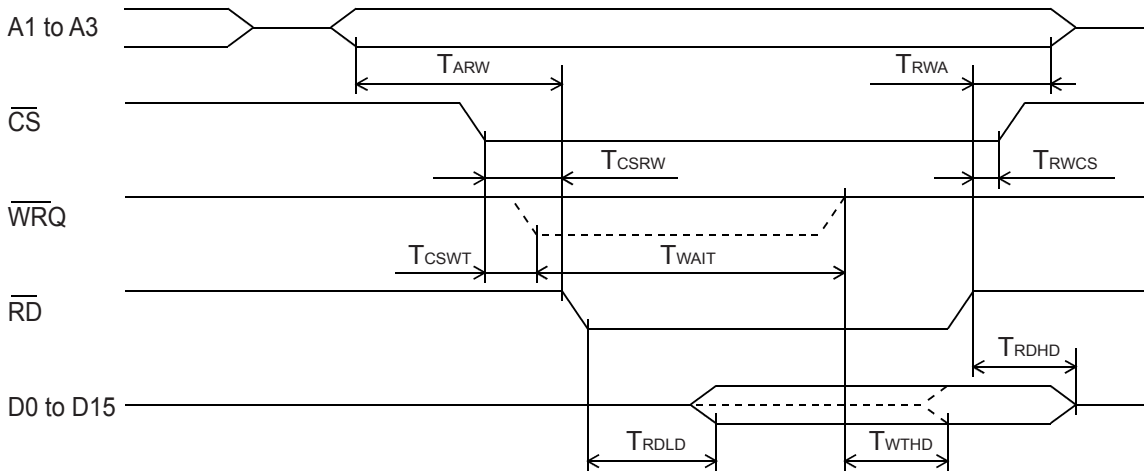 A1 to A3
TARW
TRWA
CS
TCSRW
TRWCS
WRQ
TCSWT
TWAIT
RD
TRDHD
D0 to D15
TRDLD
TWTHD